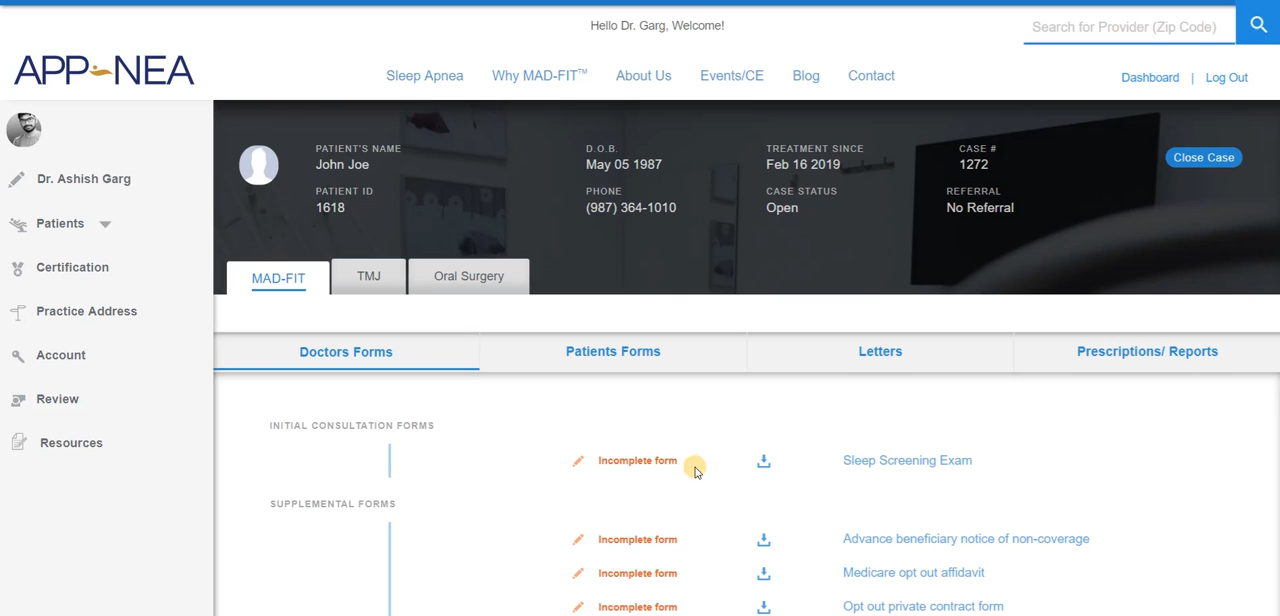 Hello Dr. Garg, Welcome!
Search for Provider (Zip Code)
APP NEA
Sleep Apnea Why MAD-FIT™ About Us Events/CE Blog Contact
Dashboard | Log Out
Dr. Ashish Garg
Patients
Certification
Practice Address
Account
Review
Resources
PATIENT'S NAME D.O.B. TREATMENT SINCE CASE #
John Joe May 05 1987 Feb 16 2019 1272
Close Case
PATIENT ID PHONE CASE STATUS REFERRAL
1618 (987) 364-1010 Open No Referral
MAD-FIT TMJ Oral Surgery
Doctors Forms Patients Forms Letters Prescriptions/ Reports
INITIAL CONSULTATION FORMS
Incomplete form Sleep Screening Exam
SUPPLEMENTAL FORMS
Incomplete form Advance beneficiary notice of non-coverage
Incomplete form Medicare opt out affidavit
Incomplete form Opt out private contract form